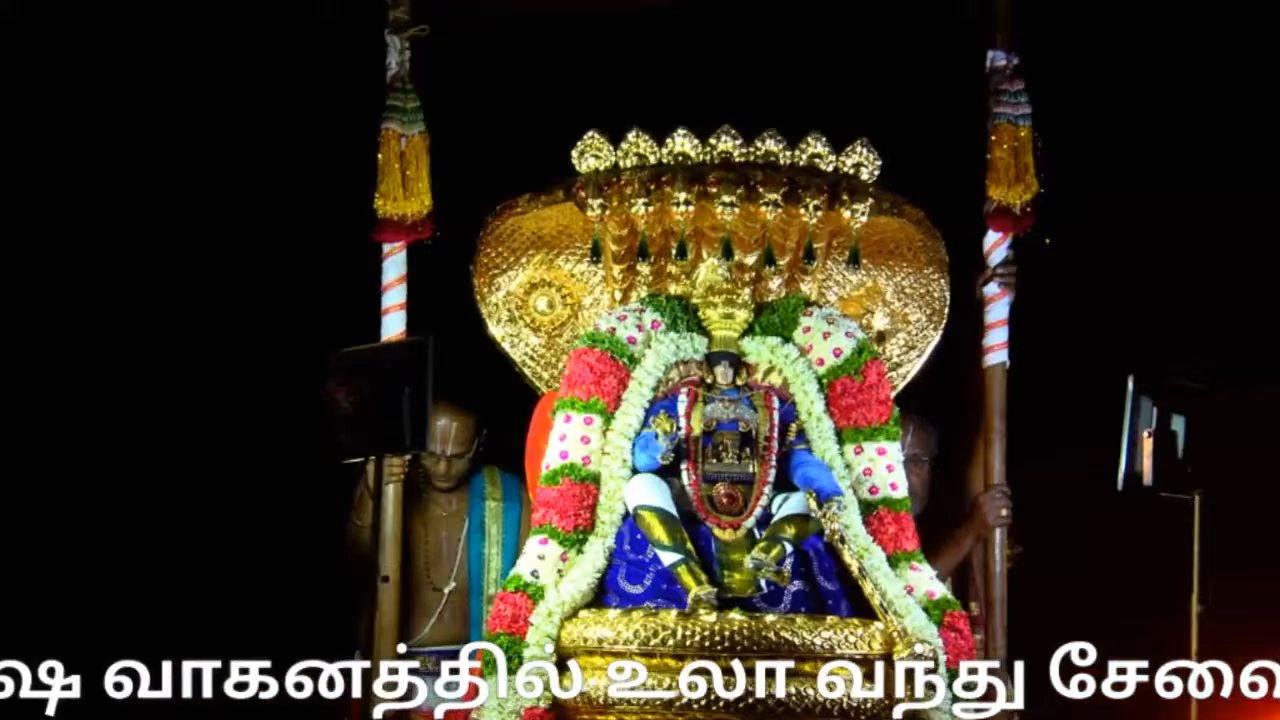 ஷ வாகனத்தில் உலா வந்து சேவை